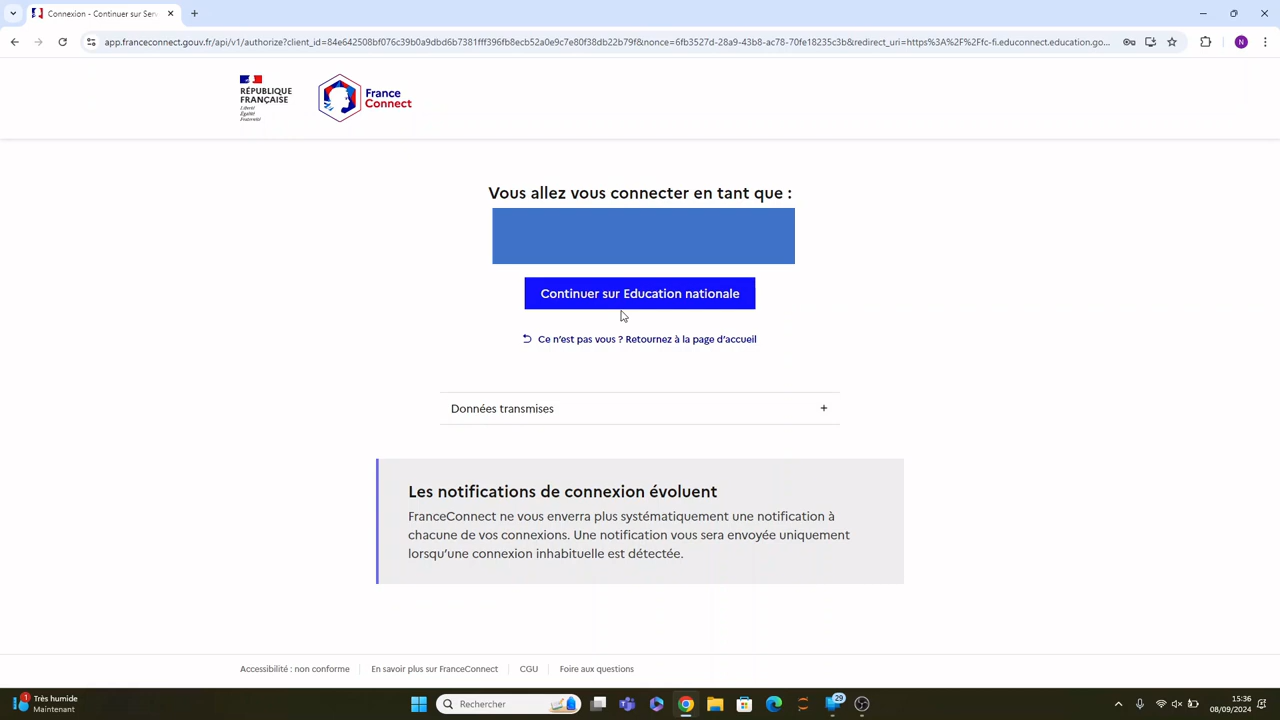 Connexion - Continuer sur Ser
app.franceconnect.gouv.fr/api/v1/authorize?client_id=84e642508bf076c39b0a9dbd6b7381fff396fb8ecb52a0e9c7e80f38db22b79f&nonce=6fb3527d-28a9-43b8-ac78-70fe18235c3b&redirect_uri=https%3A%2F%2Ffc-fi.educonnect.education.go...
N
RÉPUBLIQUE
FRANÇAISE
Liberté
Égalité
Fraternité
France
Connect
Vous allez vous connecter en tant que :
Continuer sur Education nationale
Ce n'est pas vous ? Retournez à la page d'accueil
Données transmises +
Les notifications de connexion évoluent
FranceConnect ne vous enverra plus systématiquement une notification à
chacune de vos connexions. Une notification vous sera envoyée uniquement
lorsqu'une connexion inhabituelle est détectée.
Accessibilité : non conforme En savoir plus sur FranceConnect CGU Foire aux questions
1
Très humide
Maintenant
Rechercher
29
15:36
08/09/2024